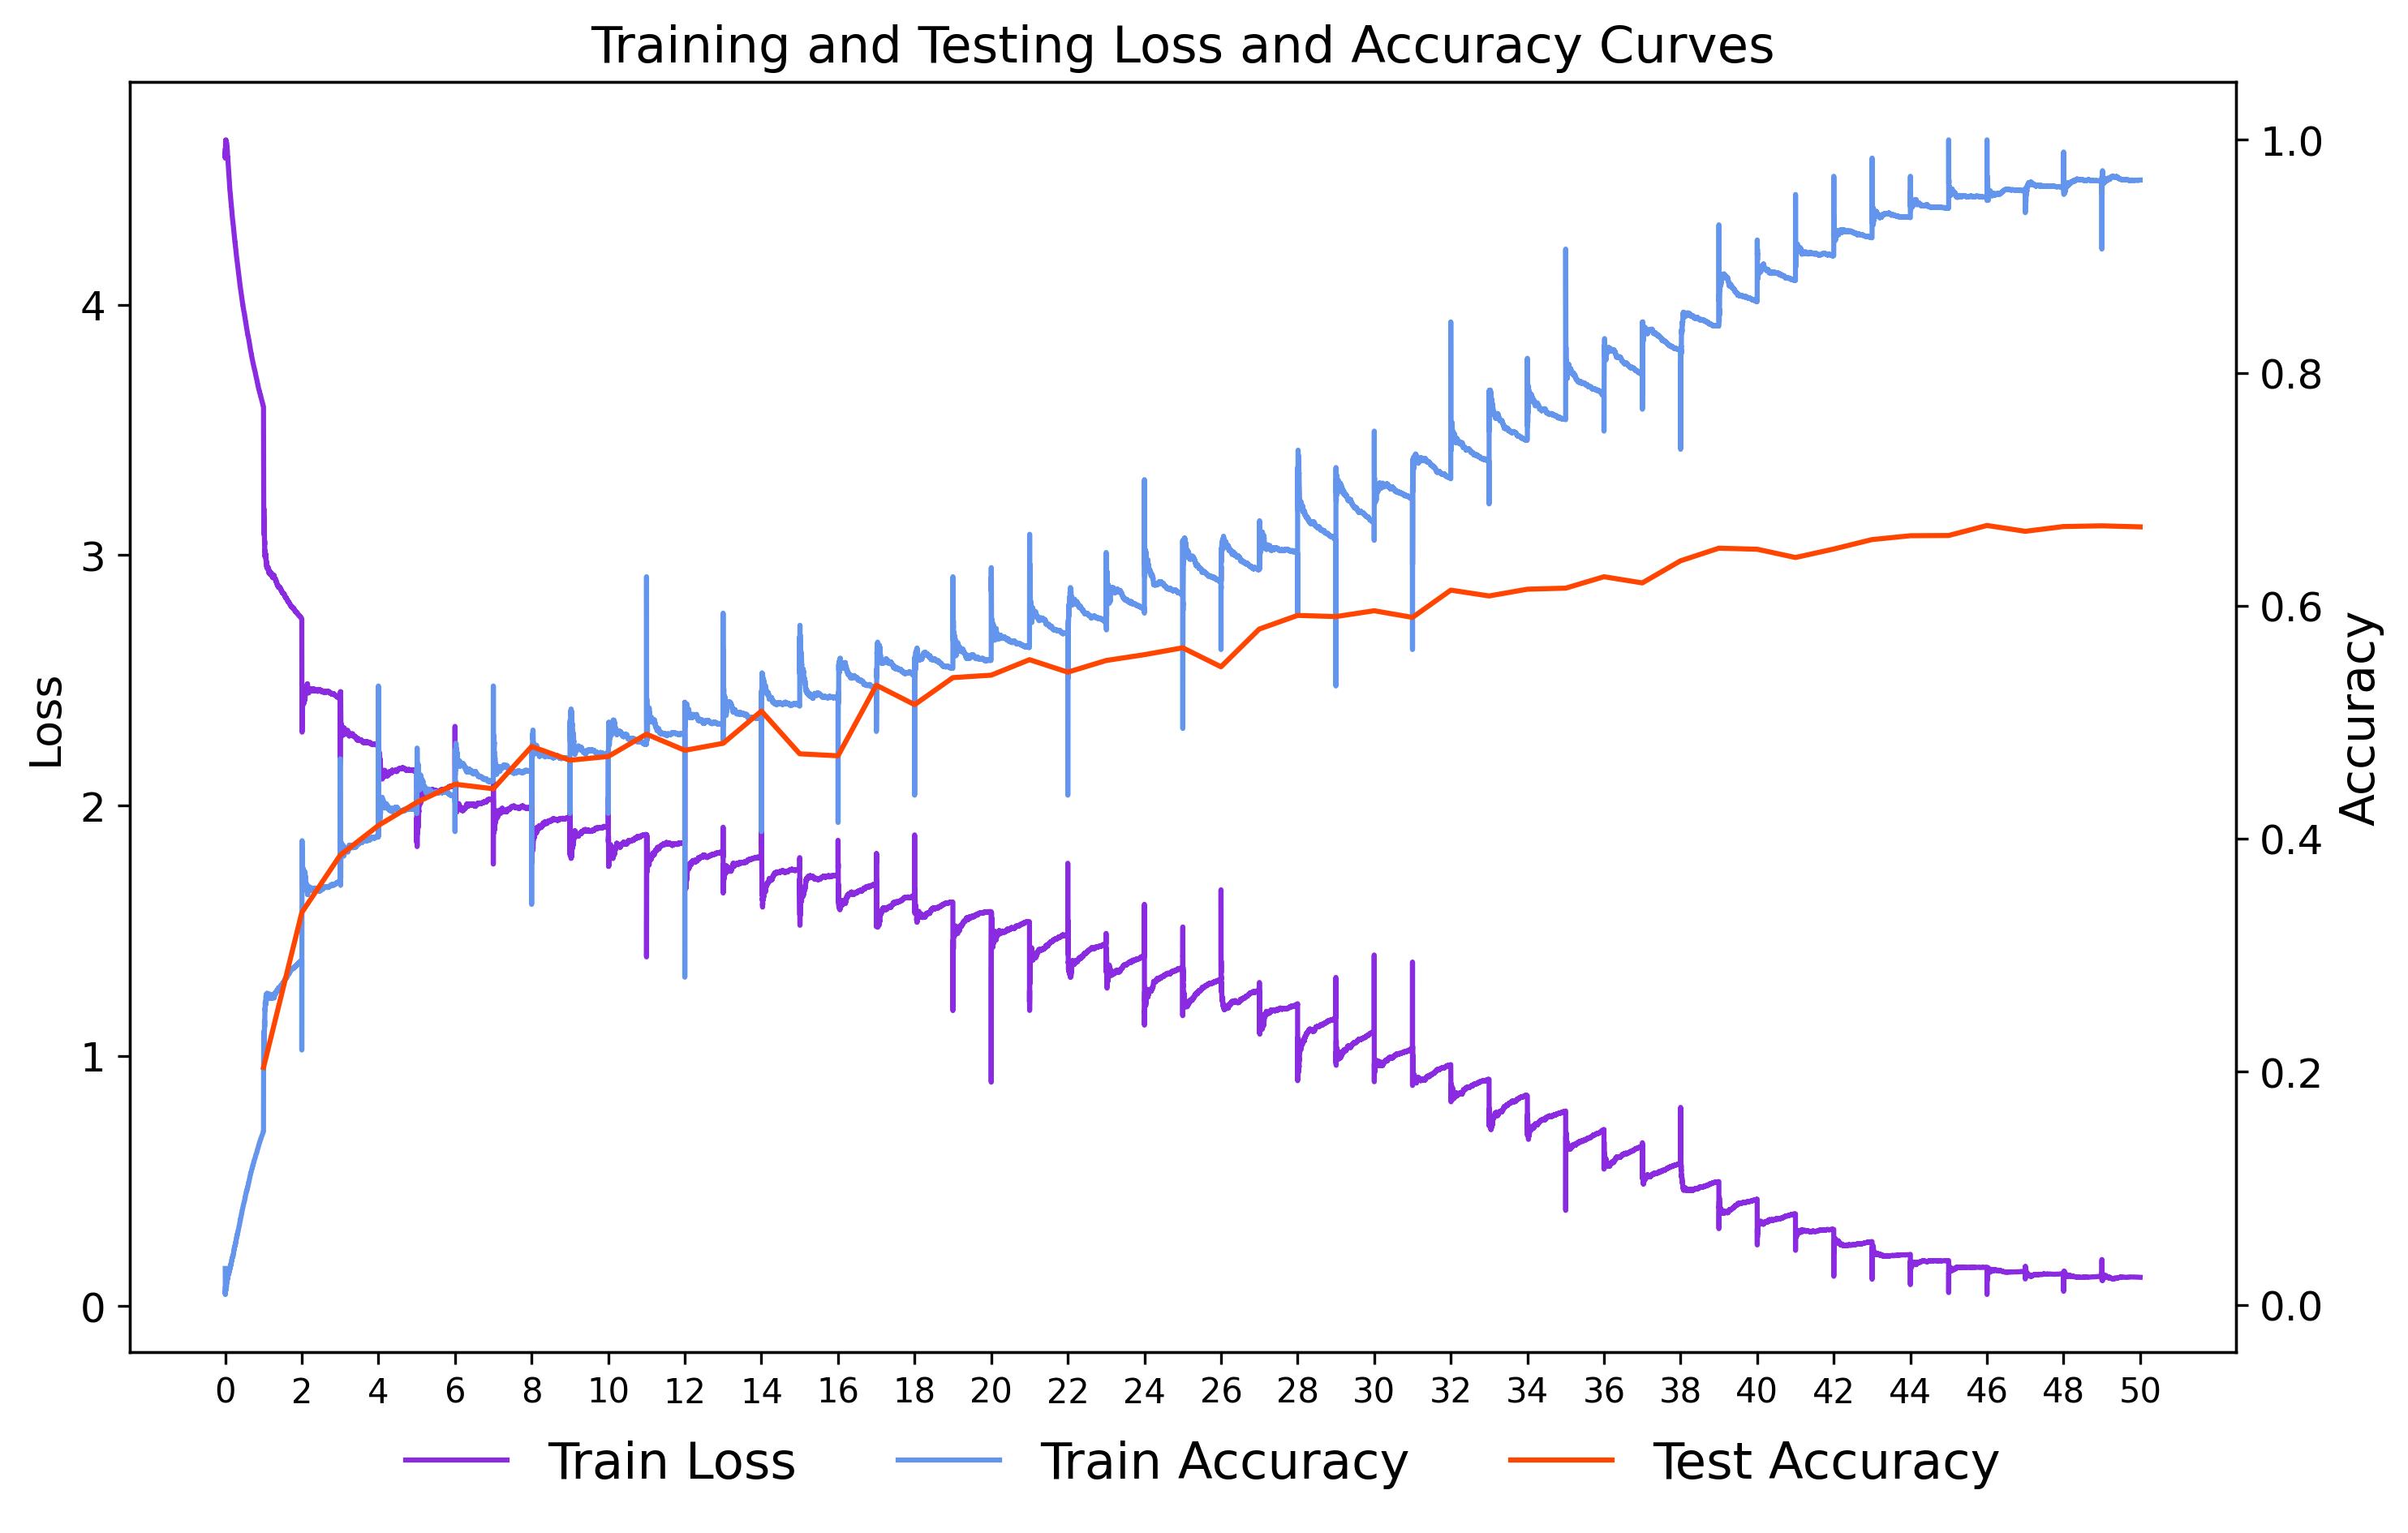 Training and Testing Loss and Accuracy Curves
Loss
4
3
2
1
0
1.0
0.8
0.6
0.4
0.2
0.0
Accuracy
0 2 4 6 8 10 12 14 16 18 20 22 24 26 28 30 32 34 36 38 40 42 44 46 48 50
Train Loss Train Accuracy Test Accuracy